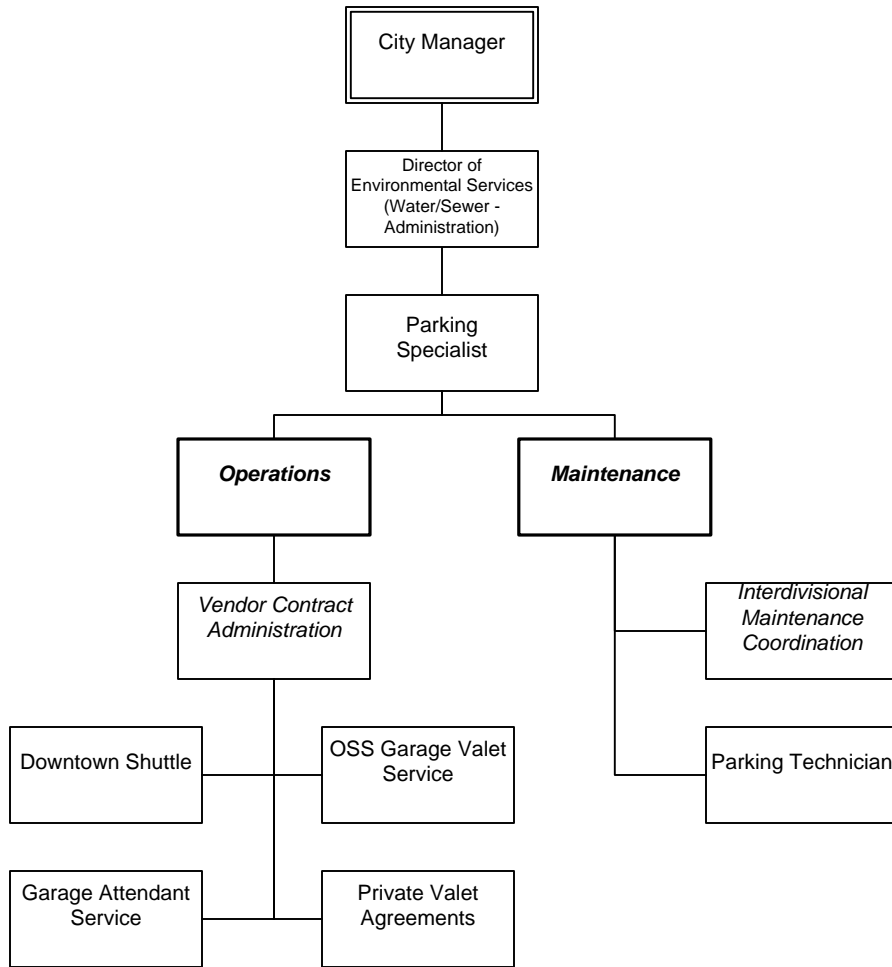 City Manager
Director of
Environmental Services
(Water/Sewer -
Administration)
Parking
Specialist
Operations
Maintenance
Vendor Contract
Administration
Interdivisional
Maintenance
Coordination
Downtown Shuttle
OSS Garage Valet
Service
Parking Technician
Garage Attendant
Service
Private Valet
Agreements